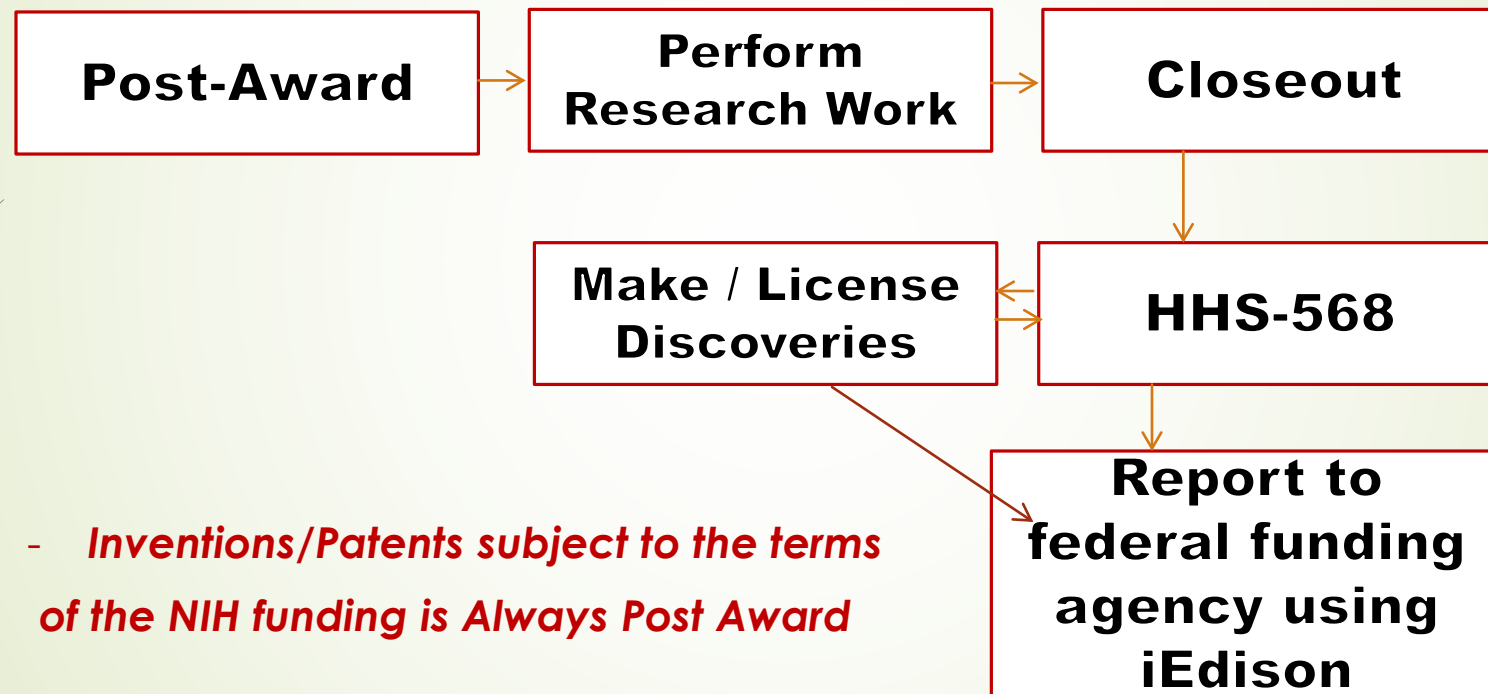 Post-Award
Perform
Research Work
Closeout
Make / License
Discoveries
HHS-568
Report to
federal funding
agency using
iEdison
- Inventions/Patents subject to the terms
of the NIH funding is Always Post Award